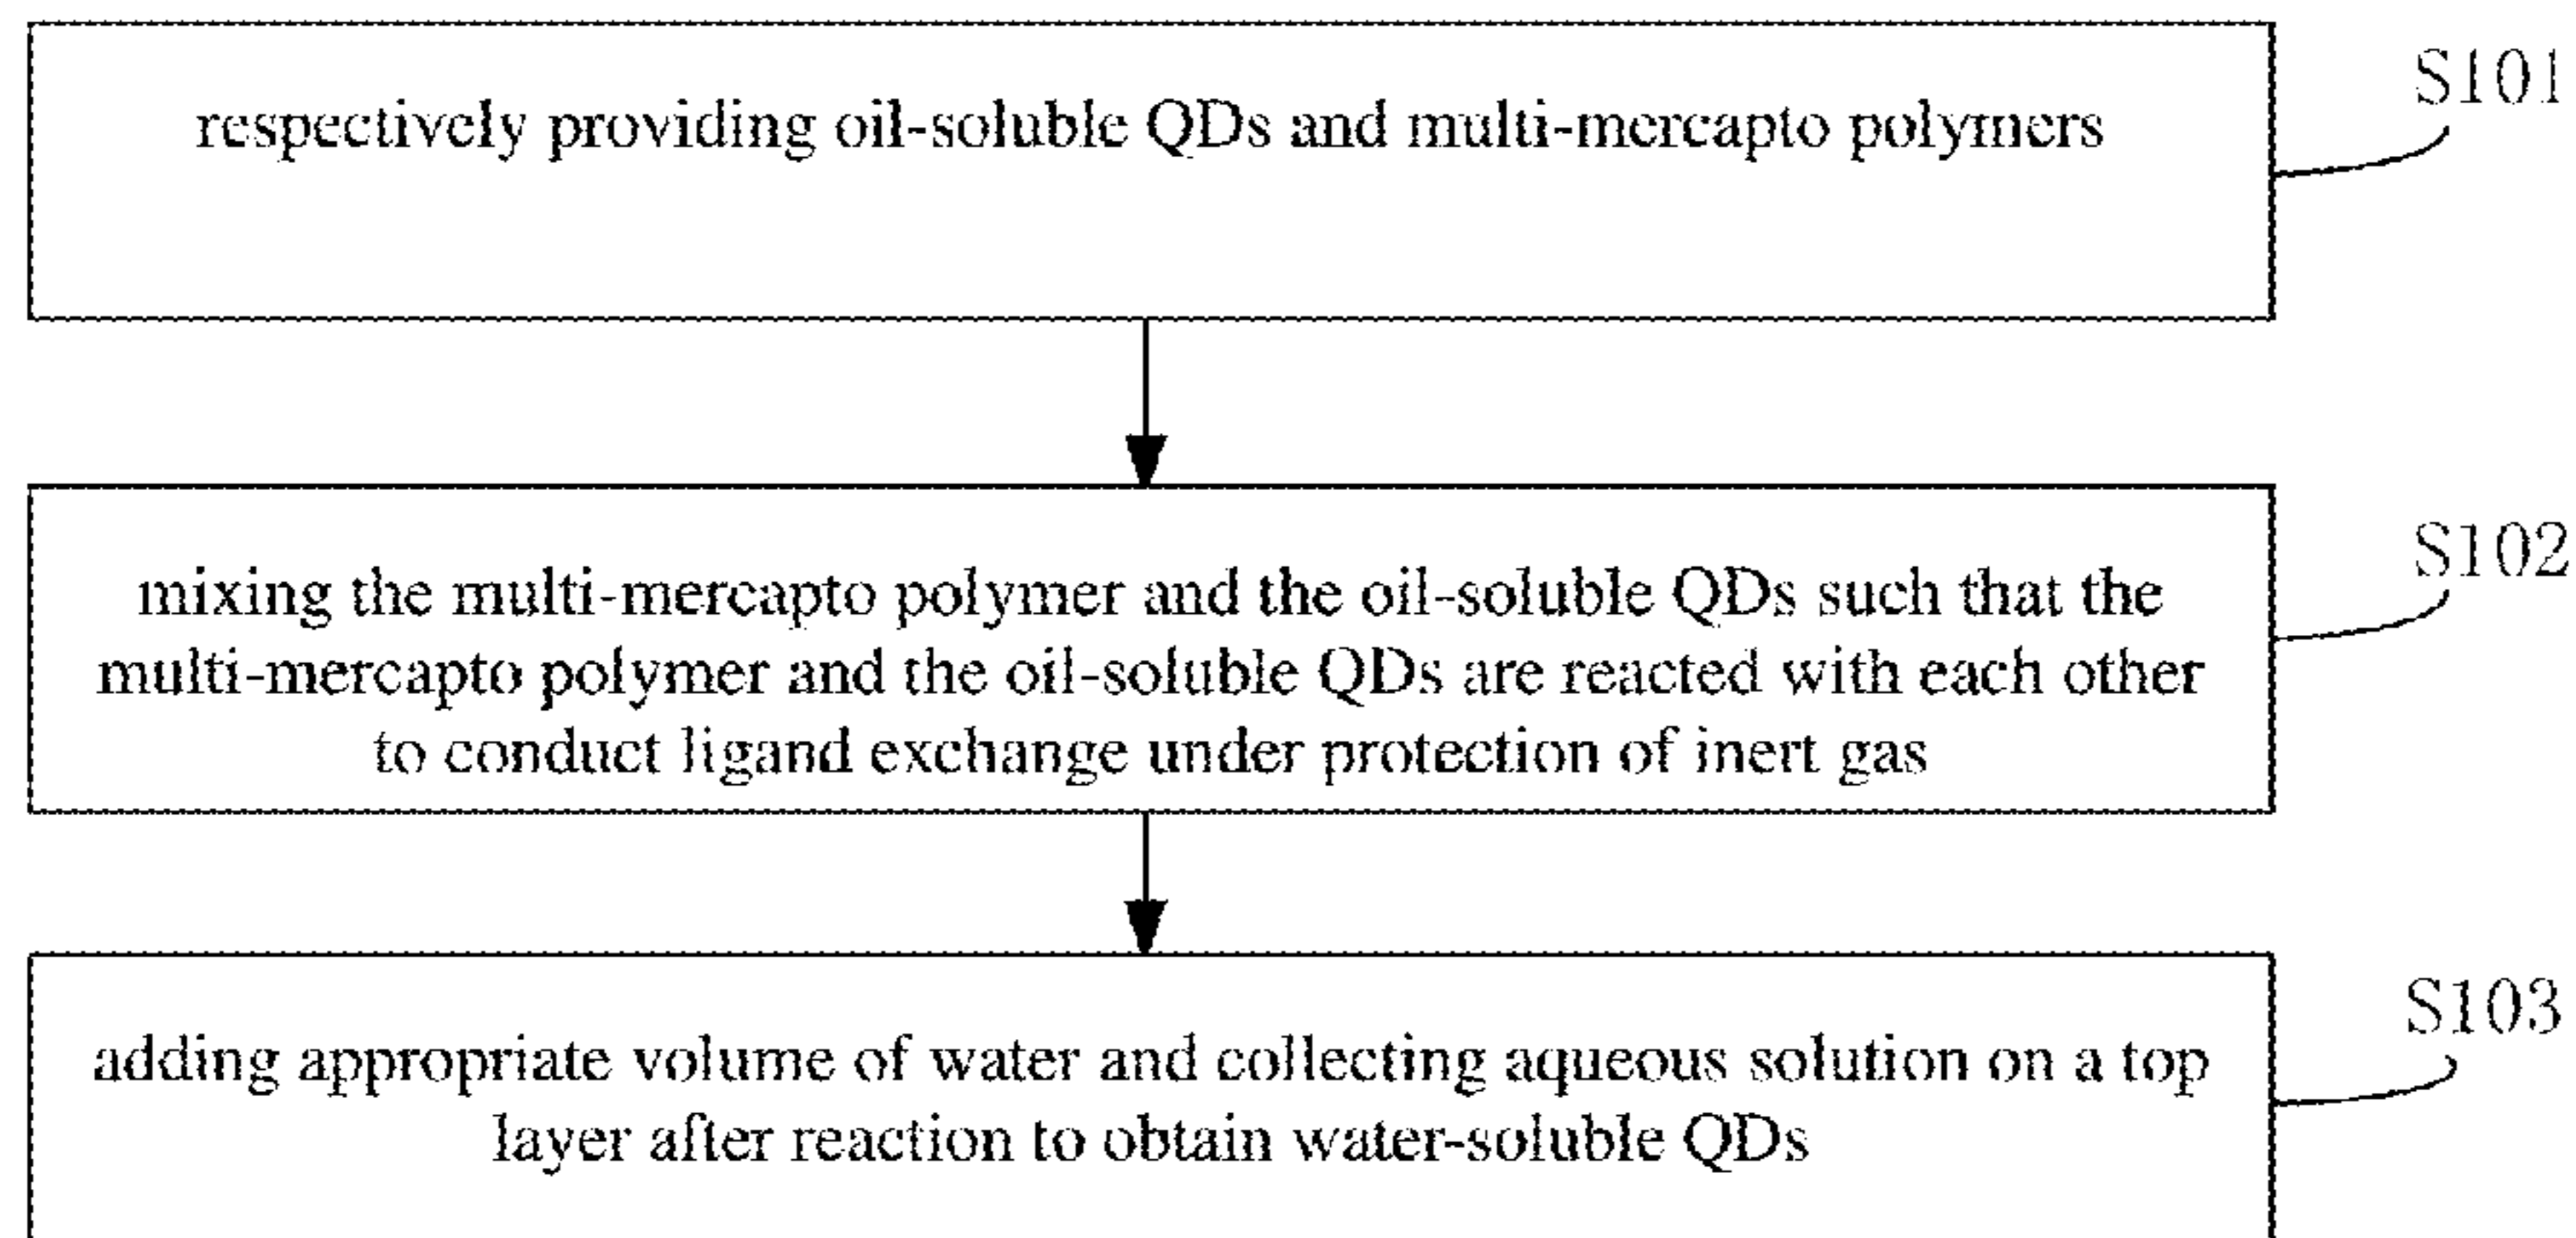 respectively providing oil-soluble QDs and multi-mercapto polymers
S101
mixing the multi-mercapto polymer and the oil-soluble QDs such that the
multi-mercapto polymer and the oil-soluble QDs are reacted with each other
to conduct ligand exchange under protection of inert gas
S102
adding appropriate volume of water and collecting aqueous solution on a top
layer after reaction to obtain water-soluble QDs
S103